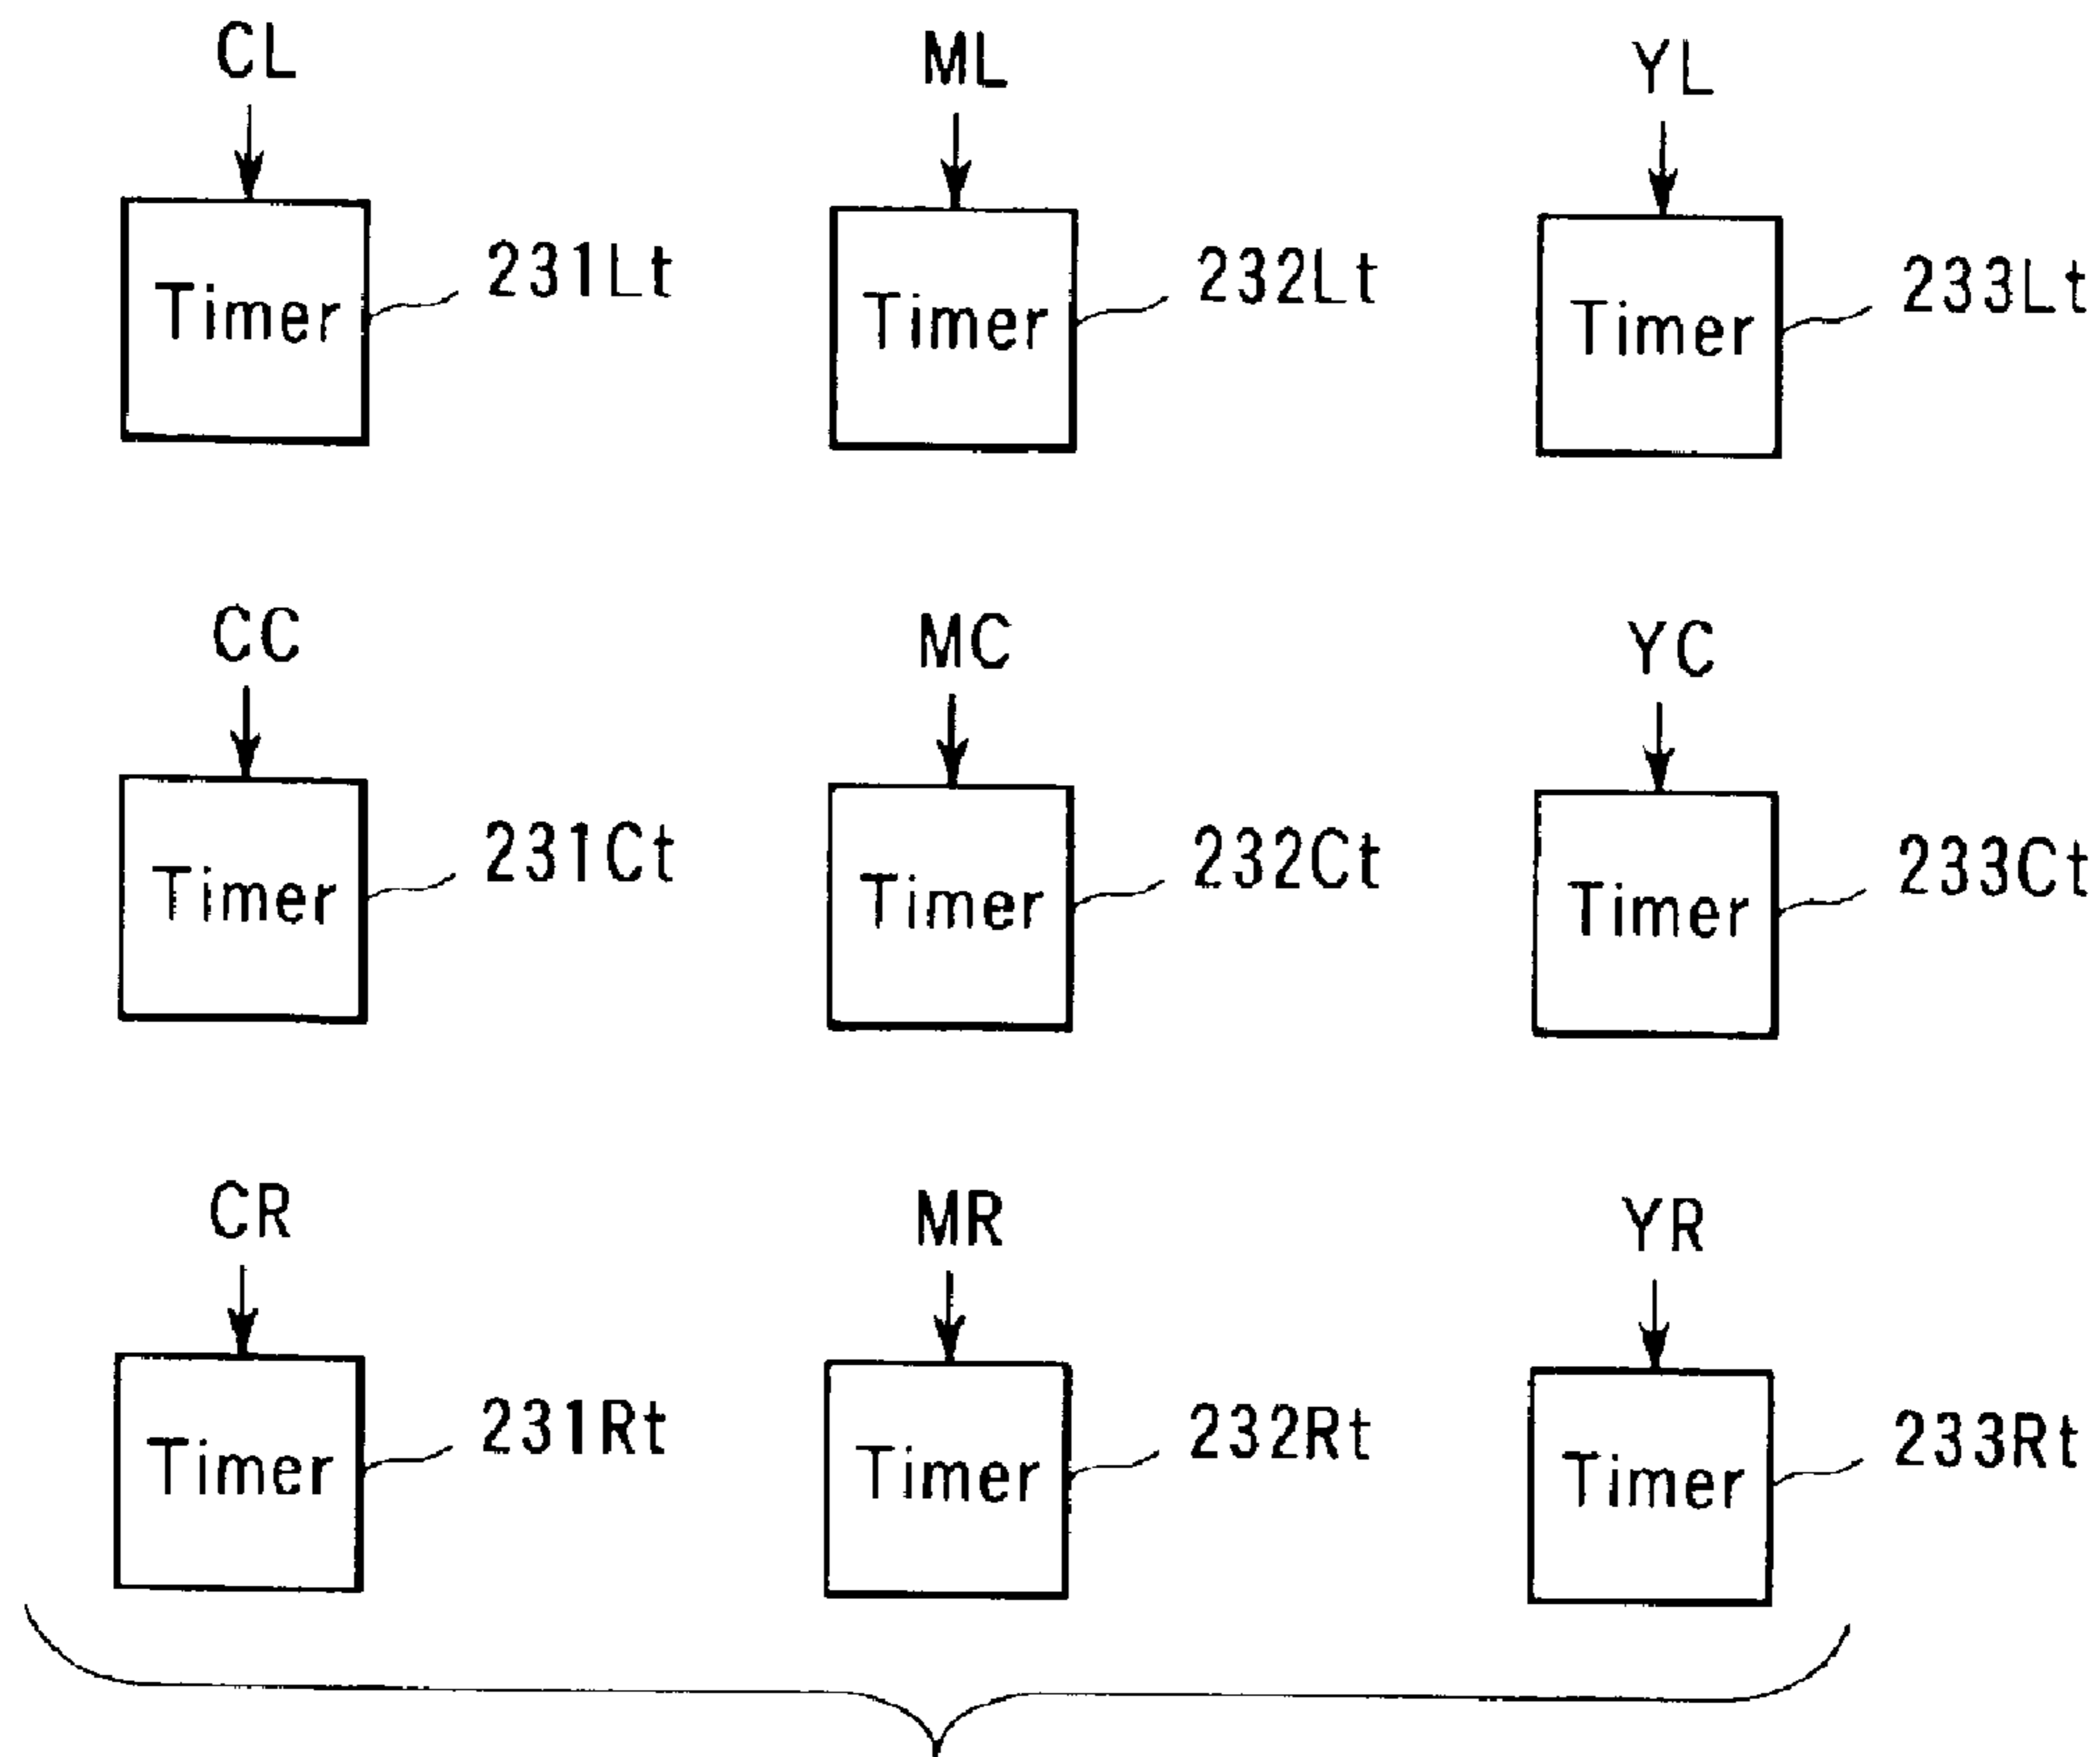 CL ML YL
Timer 231Lt Timer 232Lt Timer 233Lt
CC MC YC
Timer 231Ct Timer 232Ct Timer 233Ct
CR MR YR
Timer 231Rt Timer 232Rt Timer 233Rt